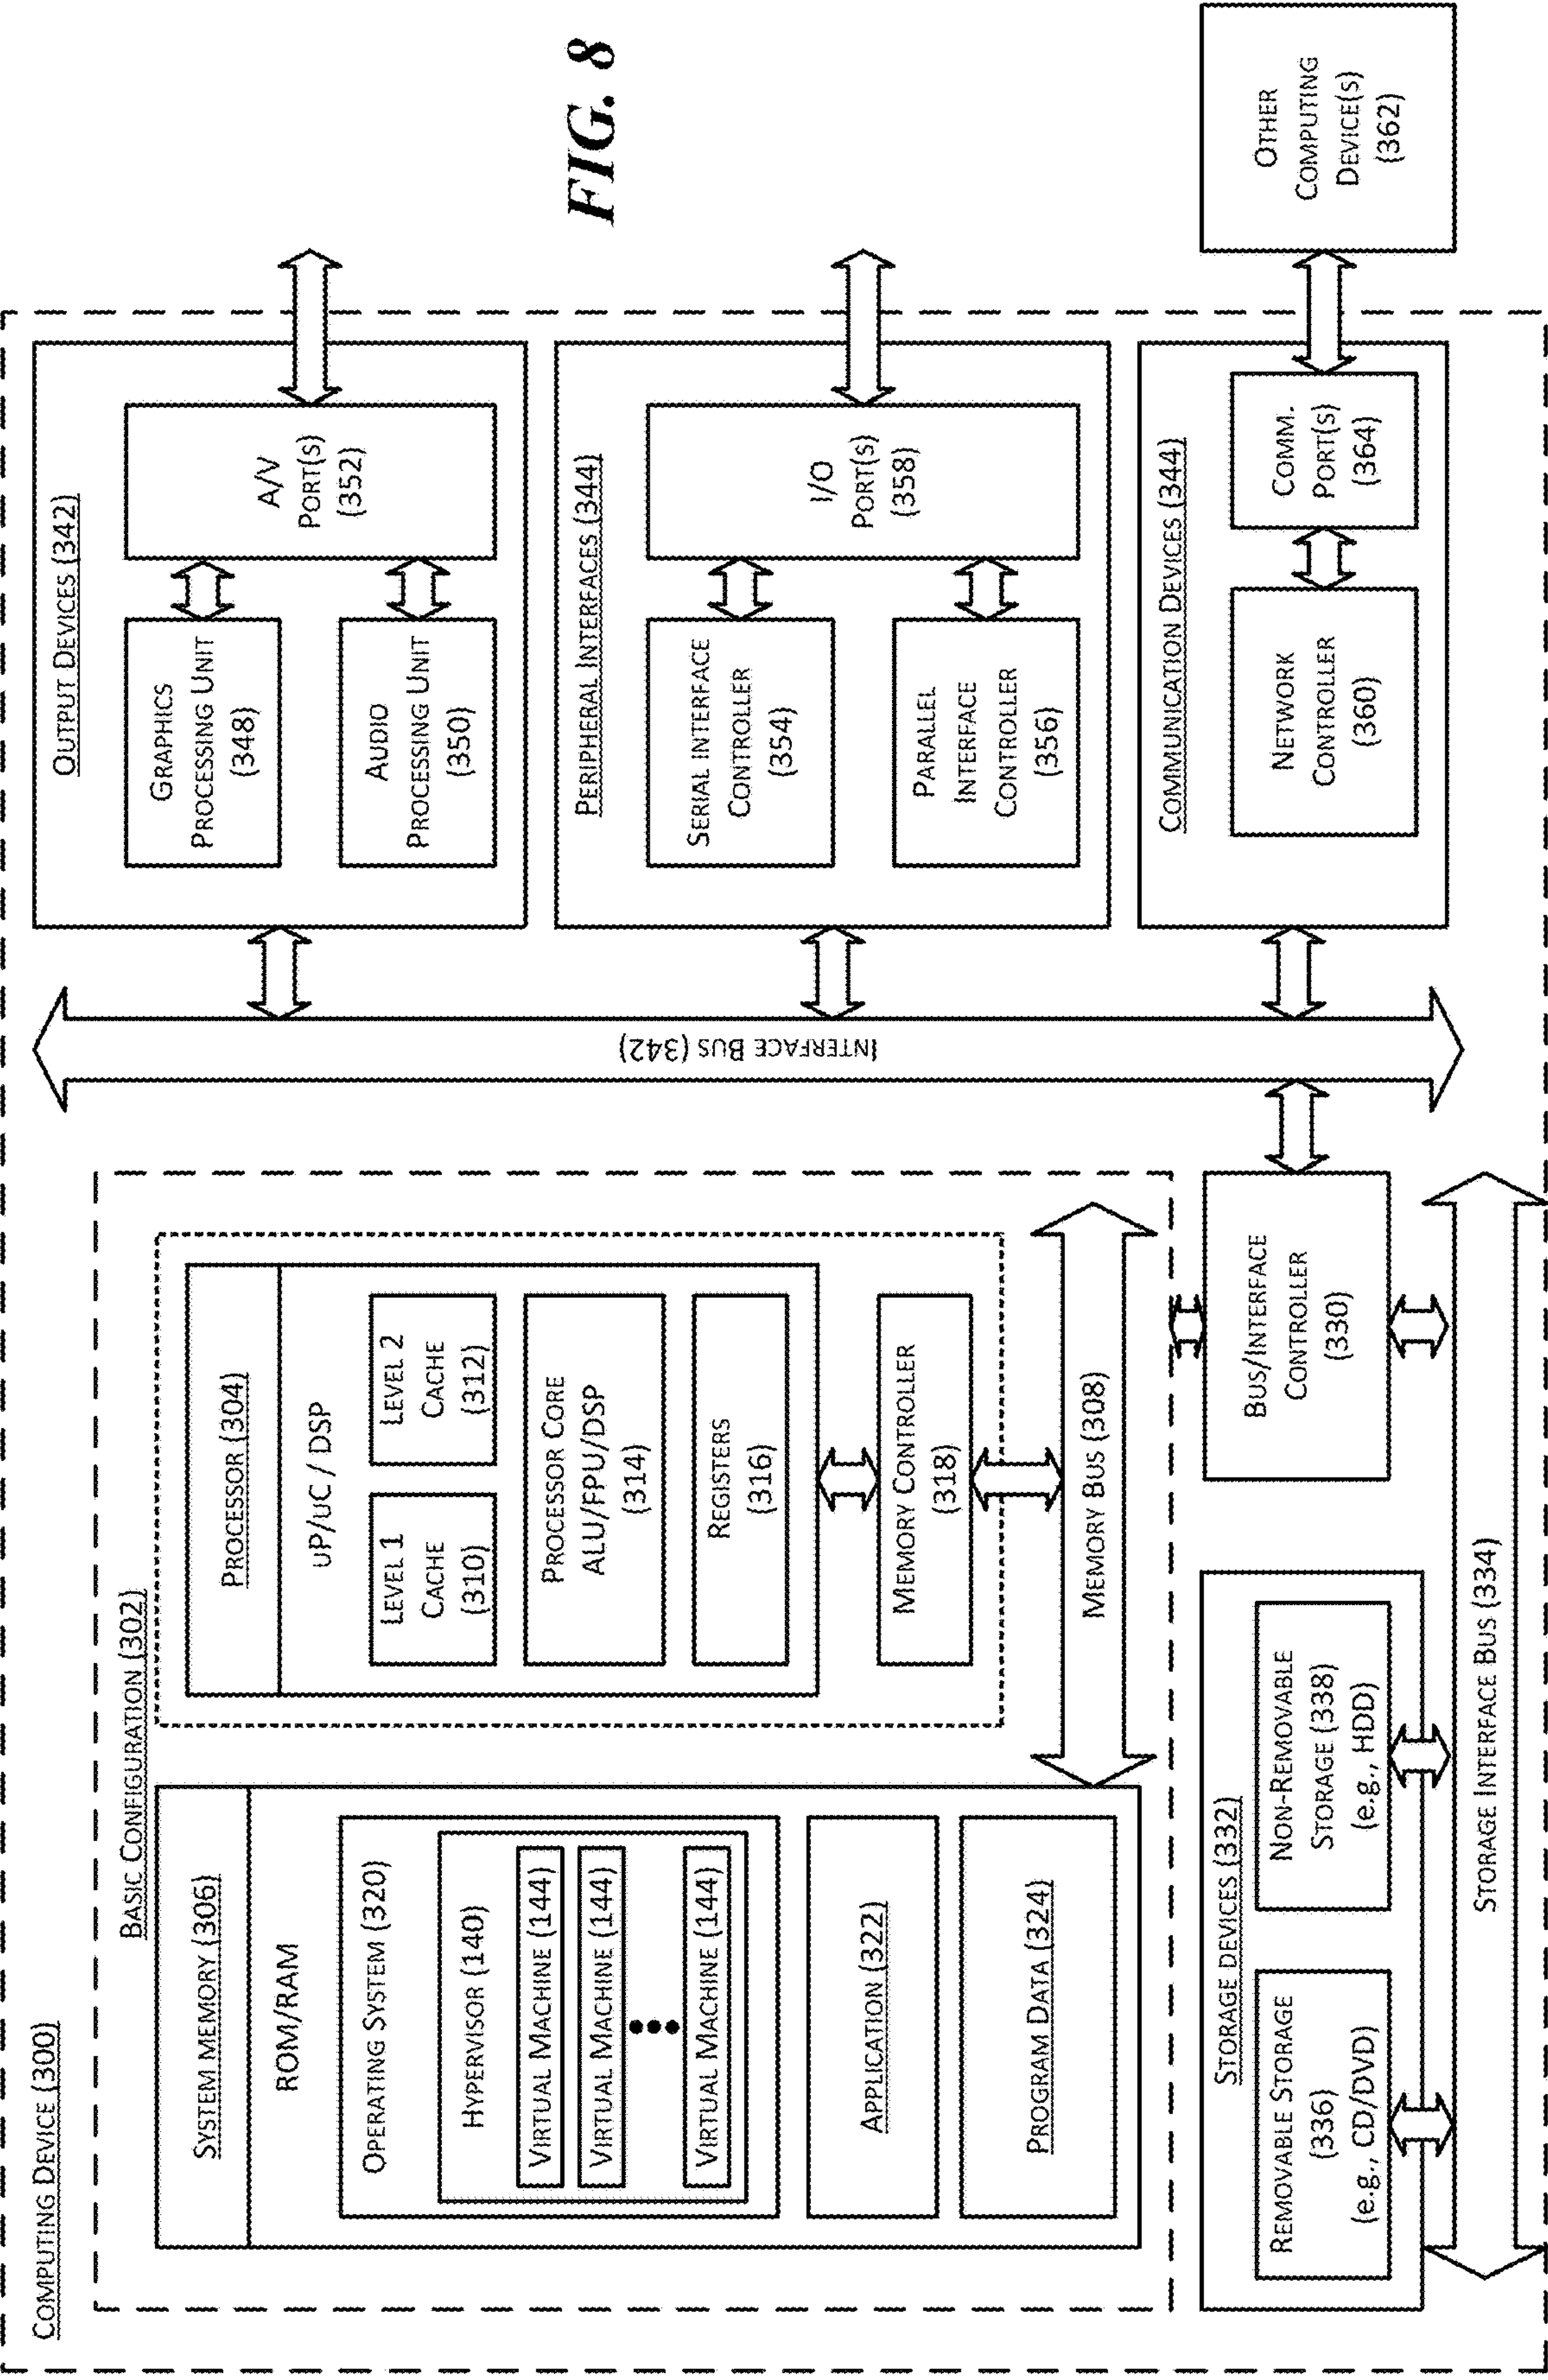 COMPUTING DEVICE (300)
BASIC CONFIGURATION (302)
SYSTEM MEMORY (306)
ROM/RAM
OPERATING SYSTEM (320)
HYPERVISOR (140)
VIRTUAL MACHINE (144)
VIRTUAL MACHINE (144)
VIRTUAL MACHINE (144)
APPLICATION (322)
PROGRAM DATA (324)
PROCESSOR (304)
uP/uC / DSP
LEVEL 1
CACHE
(310)
LEVEL 2
CACHE
(312)
PROCESSOR CORE
ALU/FPU/DSP
(314)
REGISTERS
(316)
MEMORY CONTROLLER
(318)
MEMORY BUS (308)
STORAGE DEVICES (332)
REMOVABLE STORAGE
(336)
(e.g., CD/DVD)
NON-REMOVABLE
STORAGE (338)
(e.g., HDD)
BUS/INTERFACE
CONTROLLER
(330)
STORAGE INTERFACE BUS (334)
INTERFACE BUS (342)
OUTPUT DEVICES (342)
GRAPHICS
PROCESSING UNIT
(348)
AUDIO
PROCESSING UNIT
(350)
A/V
PORT(S)
(352)
PERIPHERAL INTERFACES (344)
SERIAL INTERFACE
CONTROLLER
(354)
PARALLEL
INTERFACE
CONTROLLER
(356)
I/O
PORT(S)
(358)
COMMUNICATION DEVICES (344)
NETWORK
CONTROLLER
(360)
COMM.
PORT(S)
(364)
OTHER
COMPUTING
DEVICE(S)
(362)
FIG. 8